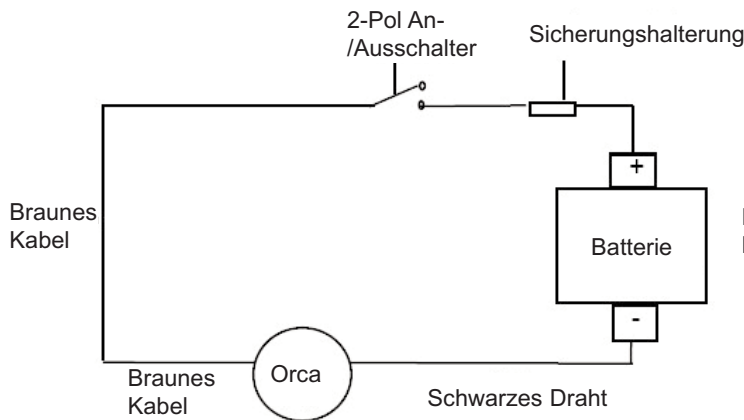 2-Pol An-
/Ausschalter
Sicherungshalterung
+
Braunes
Kabel
Batterie
-
Braunes
Kabel
Orca
Schwarzes Draht